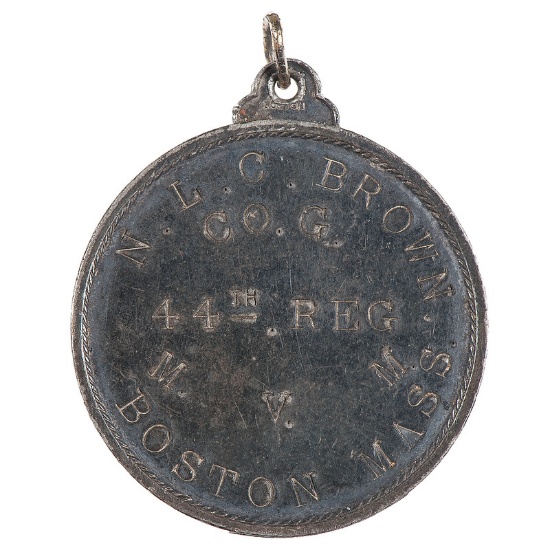 N. L. C. BROWN.
CO. G.
44TH. REG
M. V. M.
BOSTON MASS